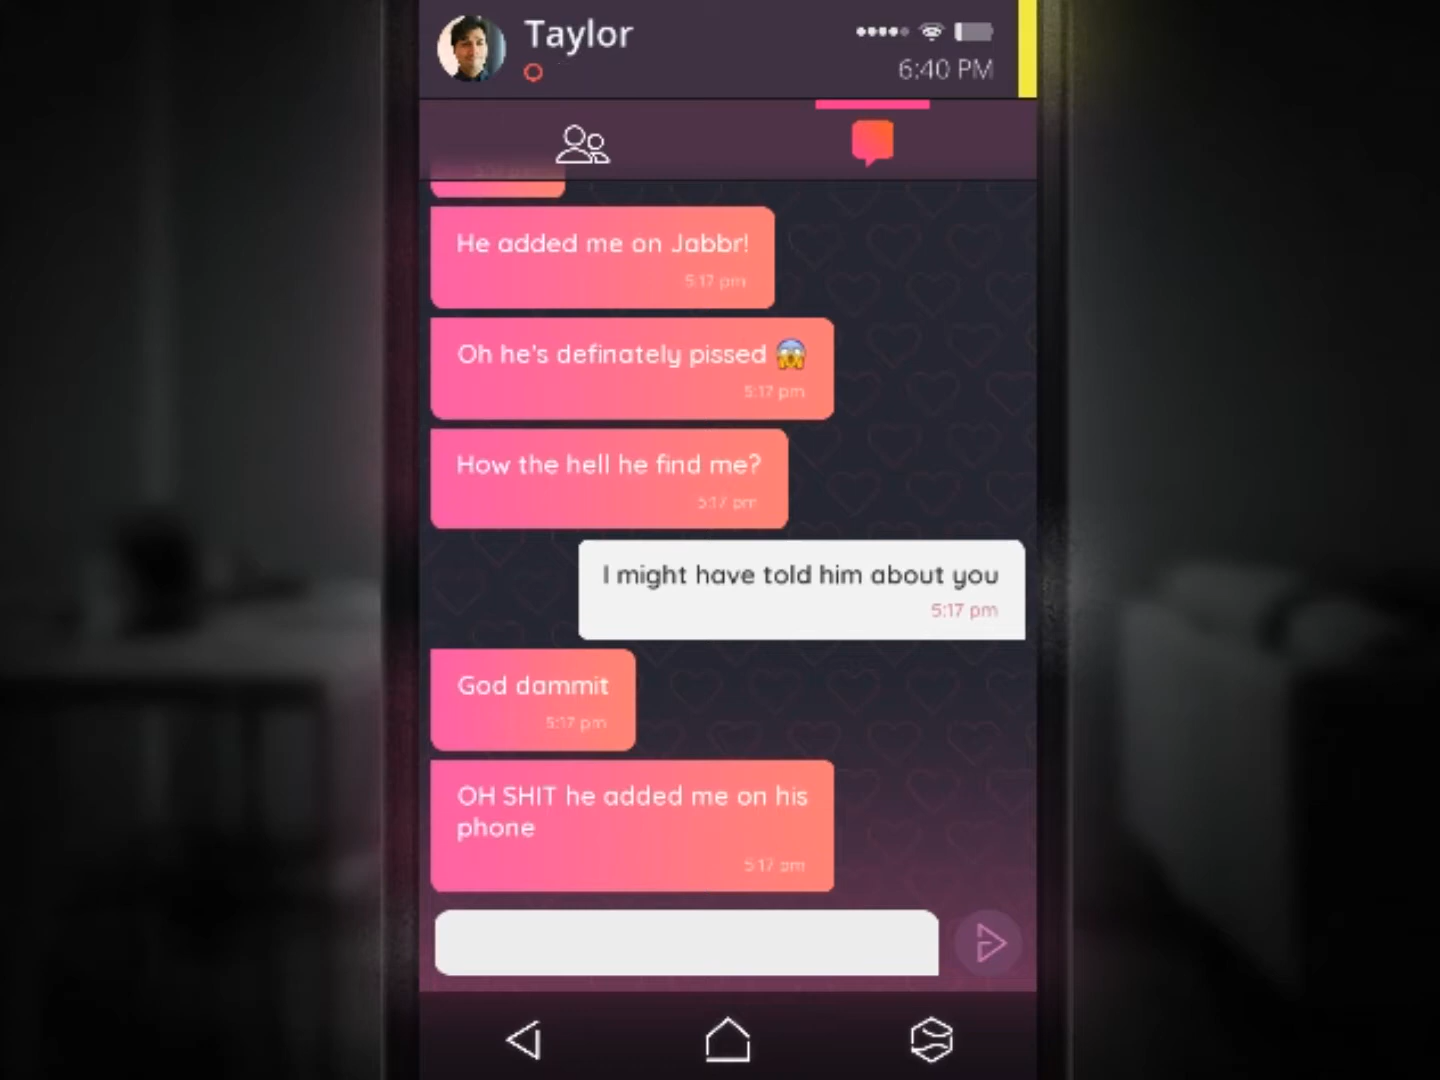 Taylor
6:40 PM
He added me on Jabbr!
5:17 pm
Oh he's definately pissed 😱
5:17 pm
How the hell he find me?
5:17 pm
I might have told him about you
5:17 pm
God dammit
5:17 pm
OH SHIT he added me on his
phone
5:17 pm